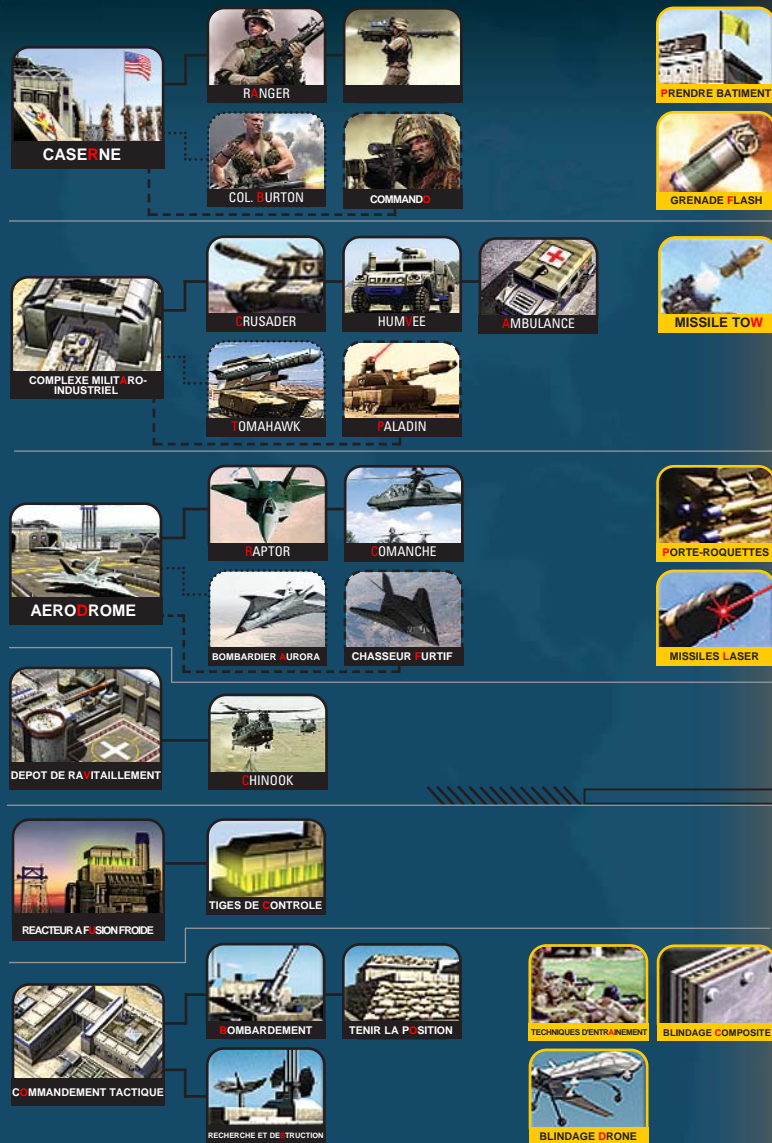 RANGER
PRENDRE BATIMENT
CASERNE
COL. BURTON
COMMANDO
GRENADE FLASH
CRUSADER
HUMVEE
AMBULANCE
MISSILE TOW
COMPLEXE MILITARO-
INDUSTRIEL
TOMAHAWK
PALADIN
RAPTOR
COMANCHE
PORTE-ROQUETTES
AERODROME
BOMBARDIER AURORA
CHASSEUR FURTIF
MISSILES LASER
DEPOT DE RAVITAILLEMENT
CHINOOK
REACTEUR A FUSION FROIDE
TIGES DE CONTROLE
BOMBARDEMENT
TENIR LA POSITION
TECHNIQUES D'ENTRAINEMENT
BLINDAGE COMPOSITE
COMMANDEMENT TACTIQUE
RECHERCHE ET DESTRUCTION
BLINDAGE DRONE